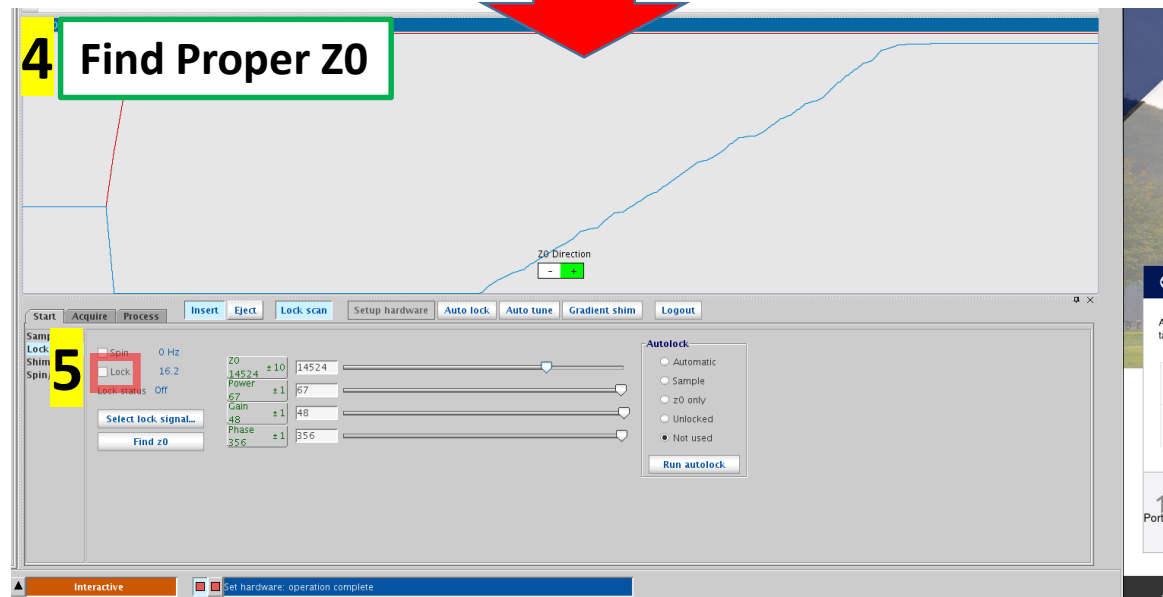 4
Find Proper Z0
Z0 Direction
- +
Start Acquire Process Insert Eject Lock scan Setup hardware Auto lock Auto tune Gradient shim Logout
Lock
Shim
5
Spin 0 Hz
Lock 16.2
Lock status Off
Select lock signal...
Find z0
Z0
14524 ±10 14524
Power
67 ±1 67
Gain
48 ±1 48
Phase
356 ±1 356
Autolock
Automatic
Sample
z0 only
Unlocked
Not used
Run autolock
Port
Interactive
Set hardware: operation complete